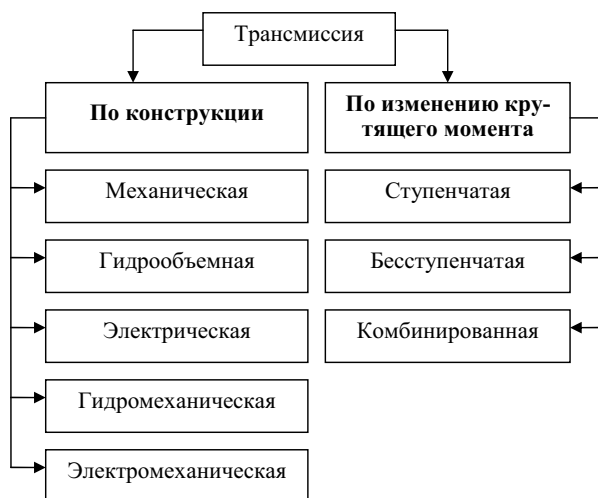 Трансмиссия
По конструкции
По изменению кру-
тящего момента
Механическая
Гидрообъемная
Электрическая
Гидромеханическая
Электромеханическая
Ступенчатая
Бесступенчатая
Комбинированная